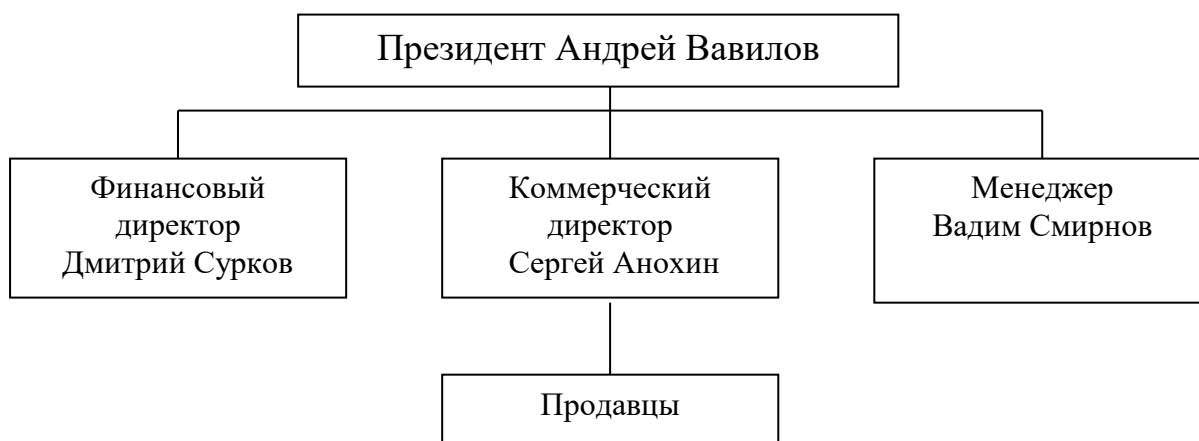 Президент Андрей Вавилов
Финансовый
директор
Дмитрий Сурков
Коммерческий
директор
Сергей Анохин
Менеджер
Вадим Смирнов
Продавцы